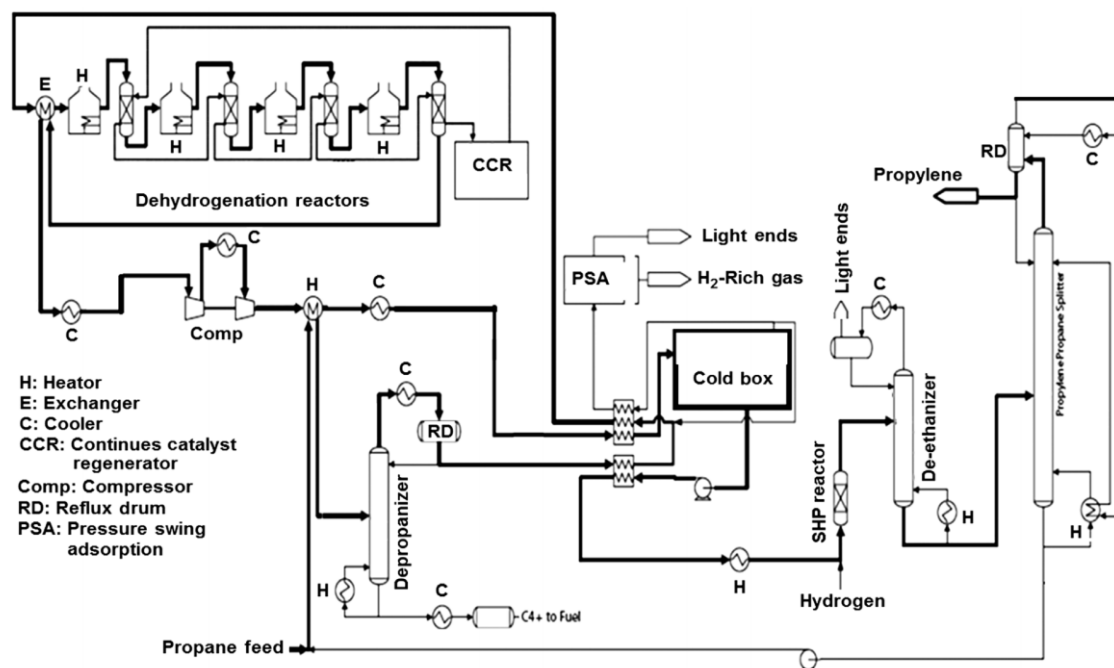 E
H
H
H
H
CCR
Dehydrogenation reactors
C
C
Comp
H
C
PSA
Light ends
H2-Rich gas
Cold box
RD
C
Propylene
Light ends
C
De-ethanizer
Propylene-Propane Splitter
H
H
SHP reactor
H
Hydrogen
C
RD
Depropanizer
H
C
C4+ to Fuel
Propane feed
H: Heator
E: Exchanger
C: Cooler
CCR: Continues catalyst
regenerator
Comp: Compressor
RD: Reflux drum
PSA: Pressure swing
adsorption